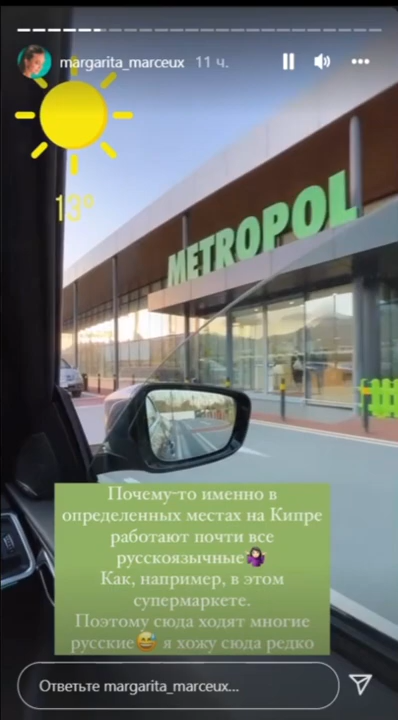 margarita_marceux 11 ч.
13°
METROPOL
Почему-то именно в
определенных местах на Кипре
работают почти все
русскоязычные🤷🏻‍♀️
Как, например, в этом
супермаркете.
Поэтому сюда ходят многие
русские😅 я хожу сюда редко
Ответьте margarita_marceux...